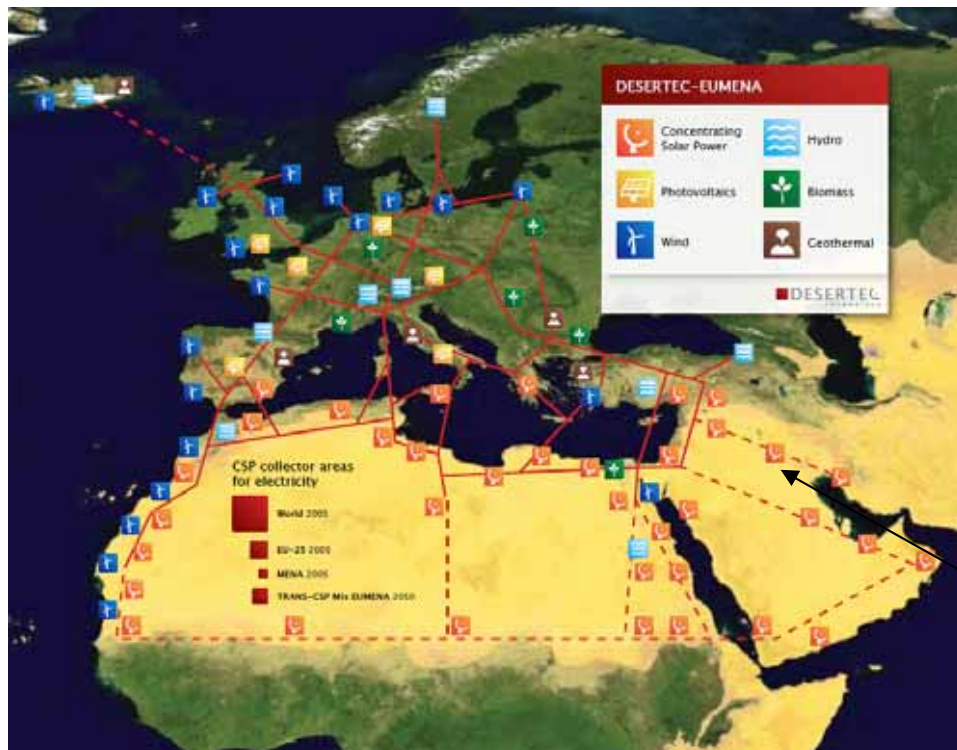 DESERTEC-EUMENA
Concentrating
Solar Power
Hydro
Photovoltaics
Biomass
Wind
Geothermal
DESERTEC
CSP collector areas
for electricity
World 2005
EU-25 2005
MENA 2005
TRANS-CSP Mix EUMENA 2050